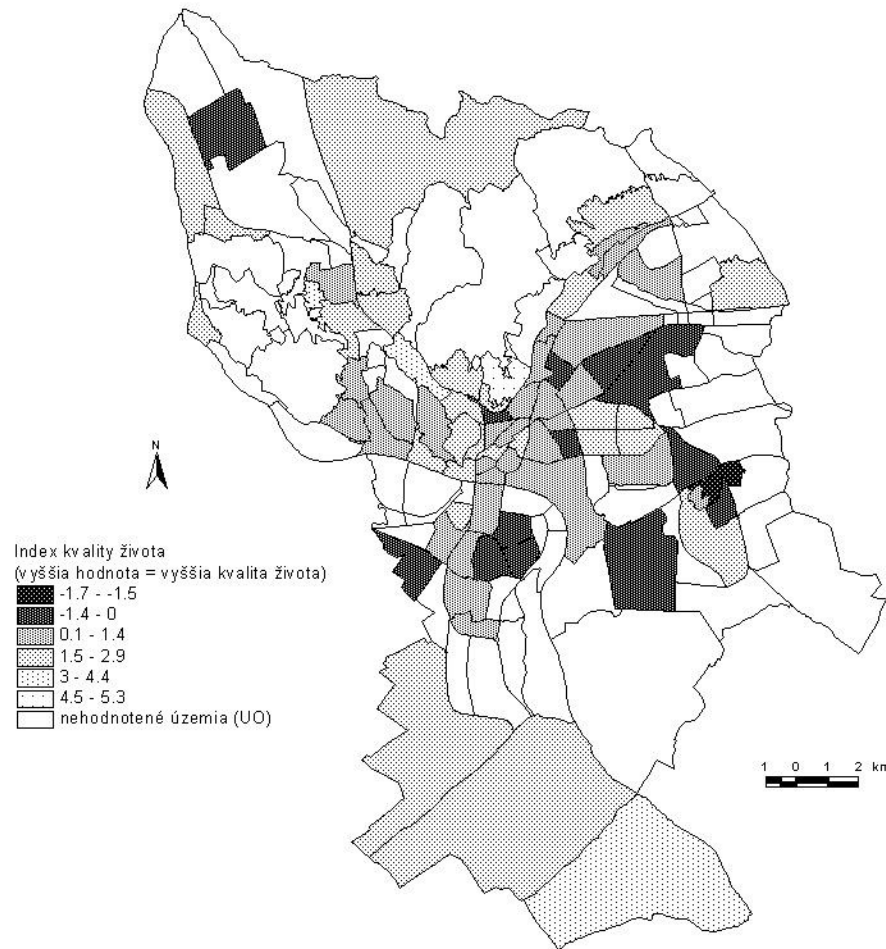 N
Index kvality života
(vyššia hodnota = vyššia kvalita života)
-1.7 - -1.5
-1.4 - 0
0.1 - 1.4
1.5 - 2.9
3 - 4.4
4.5 - 5.3
nehodnotené územia (UO)
1 0 1 2 km